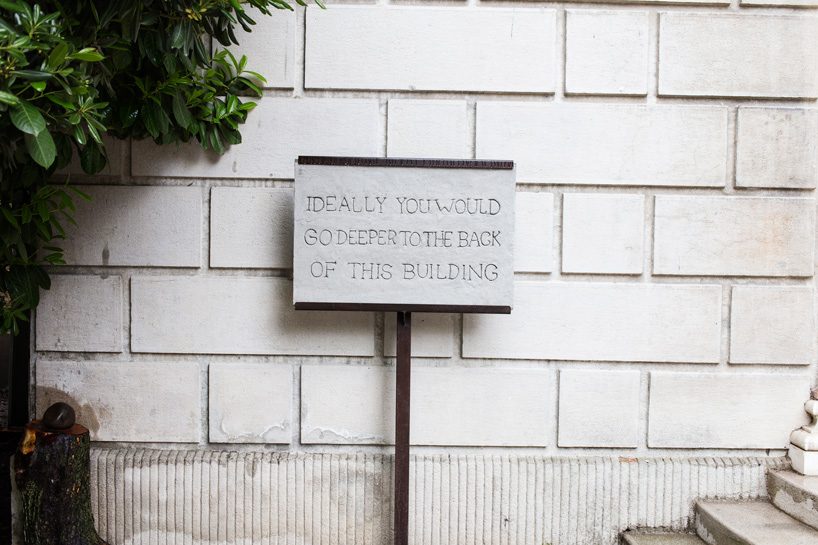 IDEALLY YOU WOULD
GO DEEPER TO THE BACK
OF THIS BUILDING